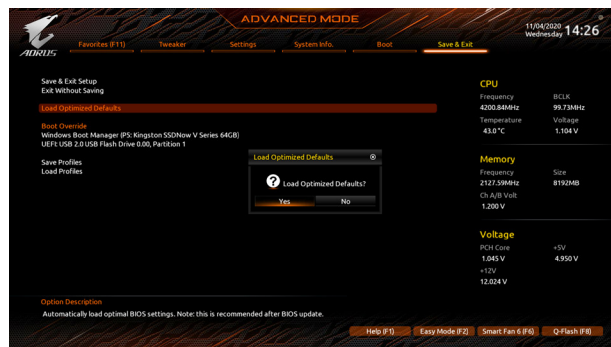 ADVANCED MODE
11/04/2020
Wednesday 14:26
AORUS
Favorites (F11) Tweaker Settings System Info. Boot Save & Exit
Save & Exit Setup
Exit Without Saving
Load Optimized Defaults
Boot Override
Windows Boot Manager (P5: Kingston SSDNow V Series 64GB)
UEFI: USB 2.0 USB Flash Drive 0.00, Partition 1
Save Profiles
Load Profiles
Load Optimized Defaults
Load Optimized Defaults?
Yes No
CPU
Frequency BCLK
4200.84MHz 99.73MHz
Temperature Voltage
43.0 °C 1.104 V
Memory
Frequency Size
2127.59MHz 8192MB
Ch A/B Volt
1.200 V
Voltage
PCH Core +5V
1.045 V 4.950 V
+12V
12.024 V
Option Description
Automatically load optimal BIOS settings. Note: this is recommended after BIOS update.
Help (F1) Easy Mode (F2) Smart Fan 6 (F6) Q-Flash (F8)